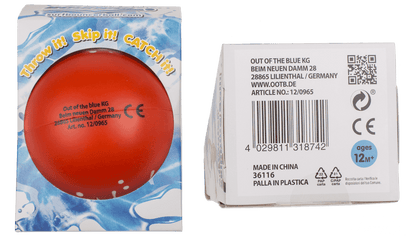 Throw it! Skip it! CATCH it!
Out of the blue KG
Beim Neuen Damm 28
28865 Lilienthal / Germany
Art. No. 12/0965
CE
OUT OF THE BLUE KG
BEIM NEUEN DAMM 28
28865 LILIENTHAL / GERMANY
WWW.OOTB.DE
ARTICLE NO.: 12/0965
4 029811 318742
CE
ages
12M+
MADE IN CHINA
36116
PALLA IN PLASTICA
PAP